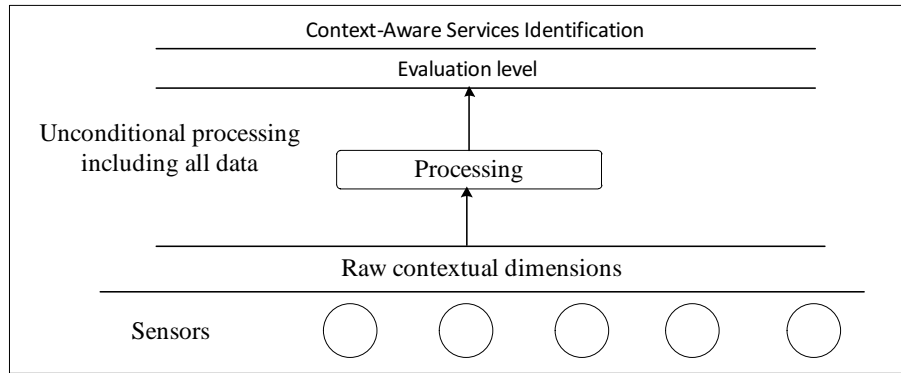 Context-Aware Services Identification
Evaluation level
Unconditional processing
including all data
Processing
Raw contextual dimensions
Sensors